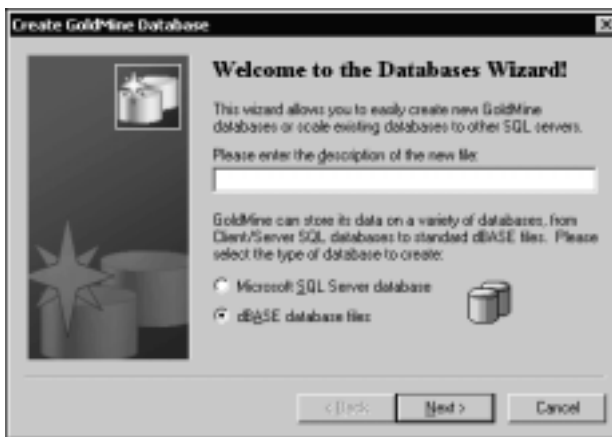 Create GoldMine Database
Welcome to the Databases Wizard!
This wizard allows you to easily create new GoldMine
databases or scale existing databases to other SQL servers.
Please enter the description of the new file:
GoldMine can store its data on a variety of databases, from
Client/Server SQL databases to standard dBASE files. Please
select the type of database to create:
Microsoft SQL Server database
dBASE database files
< Back
Next >
Cancel